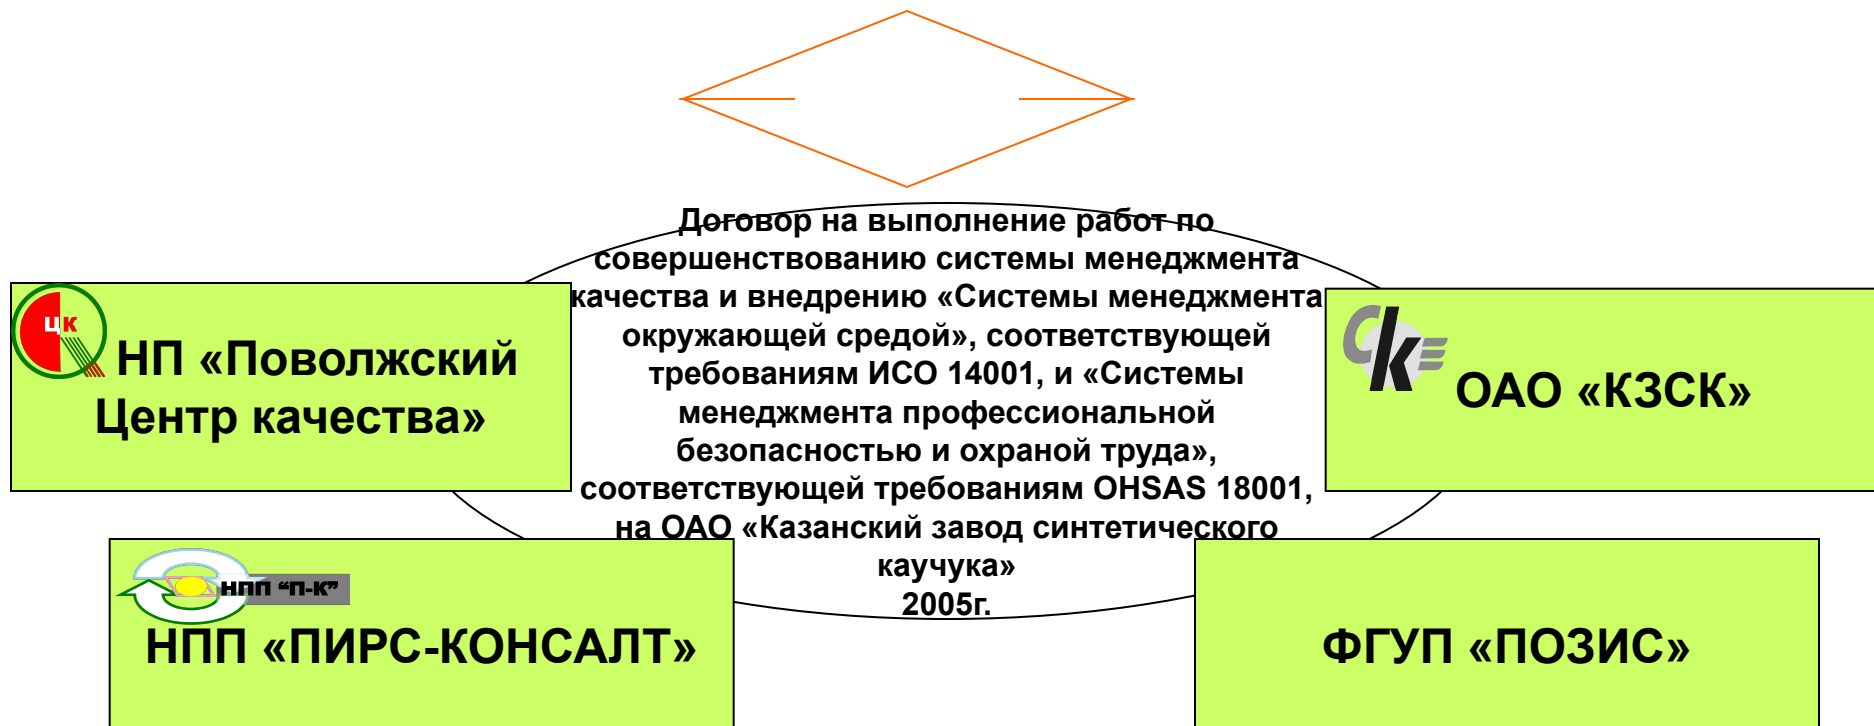 Договор на выполнение работ по
совершенствованию системы менеджмента
качества и внедрению «Системы менеджмента
окружающей средой», соответствующей
требованиям ИСО 14001, и «Системы
менеджмента профессиональной
безопасностью и охраной труда»,
соответствующей требованиям OHSAS 18001,
на ОАО «Казанский завод синтетического
каучука»
2005г.
ЦК
НП «Поволжский
Центр качества»
СК
ОАО «КЗСК»
НПП “П-К”
НПП «ПИРС-КОНСАЛТ»
ФГУП «ПОЗИС»